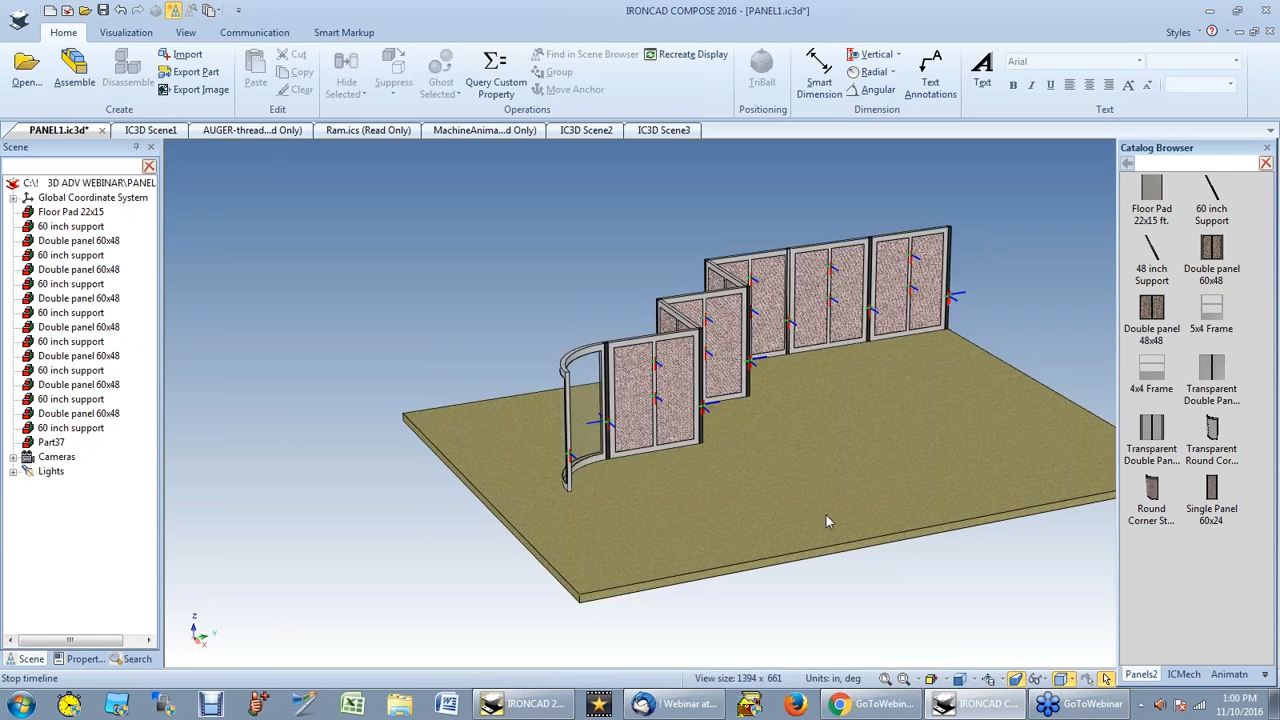 IRONCAD COMPOSE 2016 - [PANEL1.ic3d*]
Home Visualization View Communication Smart Markup Styles
Open... Assemble Disassemble Import Export Part Export Image
Create
Paste Cut Copy Clear
Edit
Hide Selected Suppress Ghost Selected Query Custom Property Find in Scene Browser Group Move Anchor Recreate Display
Operations
TriBall
Positioning
Smart Dimension Vertical Radial Angular Text Annotations
Dimension
Text Arial
B I U A A
Text
PANEL1.ic3d* IC3D Scene1 AUGER-thread...d Only) Ram.ics (Read Only) MachineAnima...d Only) IC3D Scene2 IC3D Scene3
Scene
C:\! 3D ADV WEBINAR\PANEL
Global Coordinate System
Floor Pad 22x15
60 inch support
Double panel 60x48
60 inch support
Double panel 60x48
60 inch support
Double panel 60x48
60 inch support
Double panel 60x48
60 inch support
Double panel 60x48
60 inch support
Double panel 60x48
60 inch support
Double panel 60x48
60 inch support
Part37
Cameras
Lights
Scene Propert... Search
Z
Y
X
Catalog Browser
Floor Pad 22x15 ft.
60 inch Support
48 inch Support
Double panel 60x48
Double panel 48x48
5x4 Frame
4x4 Frame
Transparent Double Pan...
Transparent Double Pan...
Transparent Round Cor...
Round Corner St...
Single Panel 60x24
Panels2 ICMech Animatn
Stop timeline View size: 1394 x 661 Units: in, deg
IRONCAD 2... ! Webinar at... GoToWebin... IRONCAD C... GoToWebin...
1:00 PM
11/10/2016